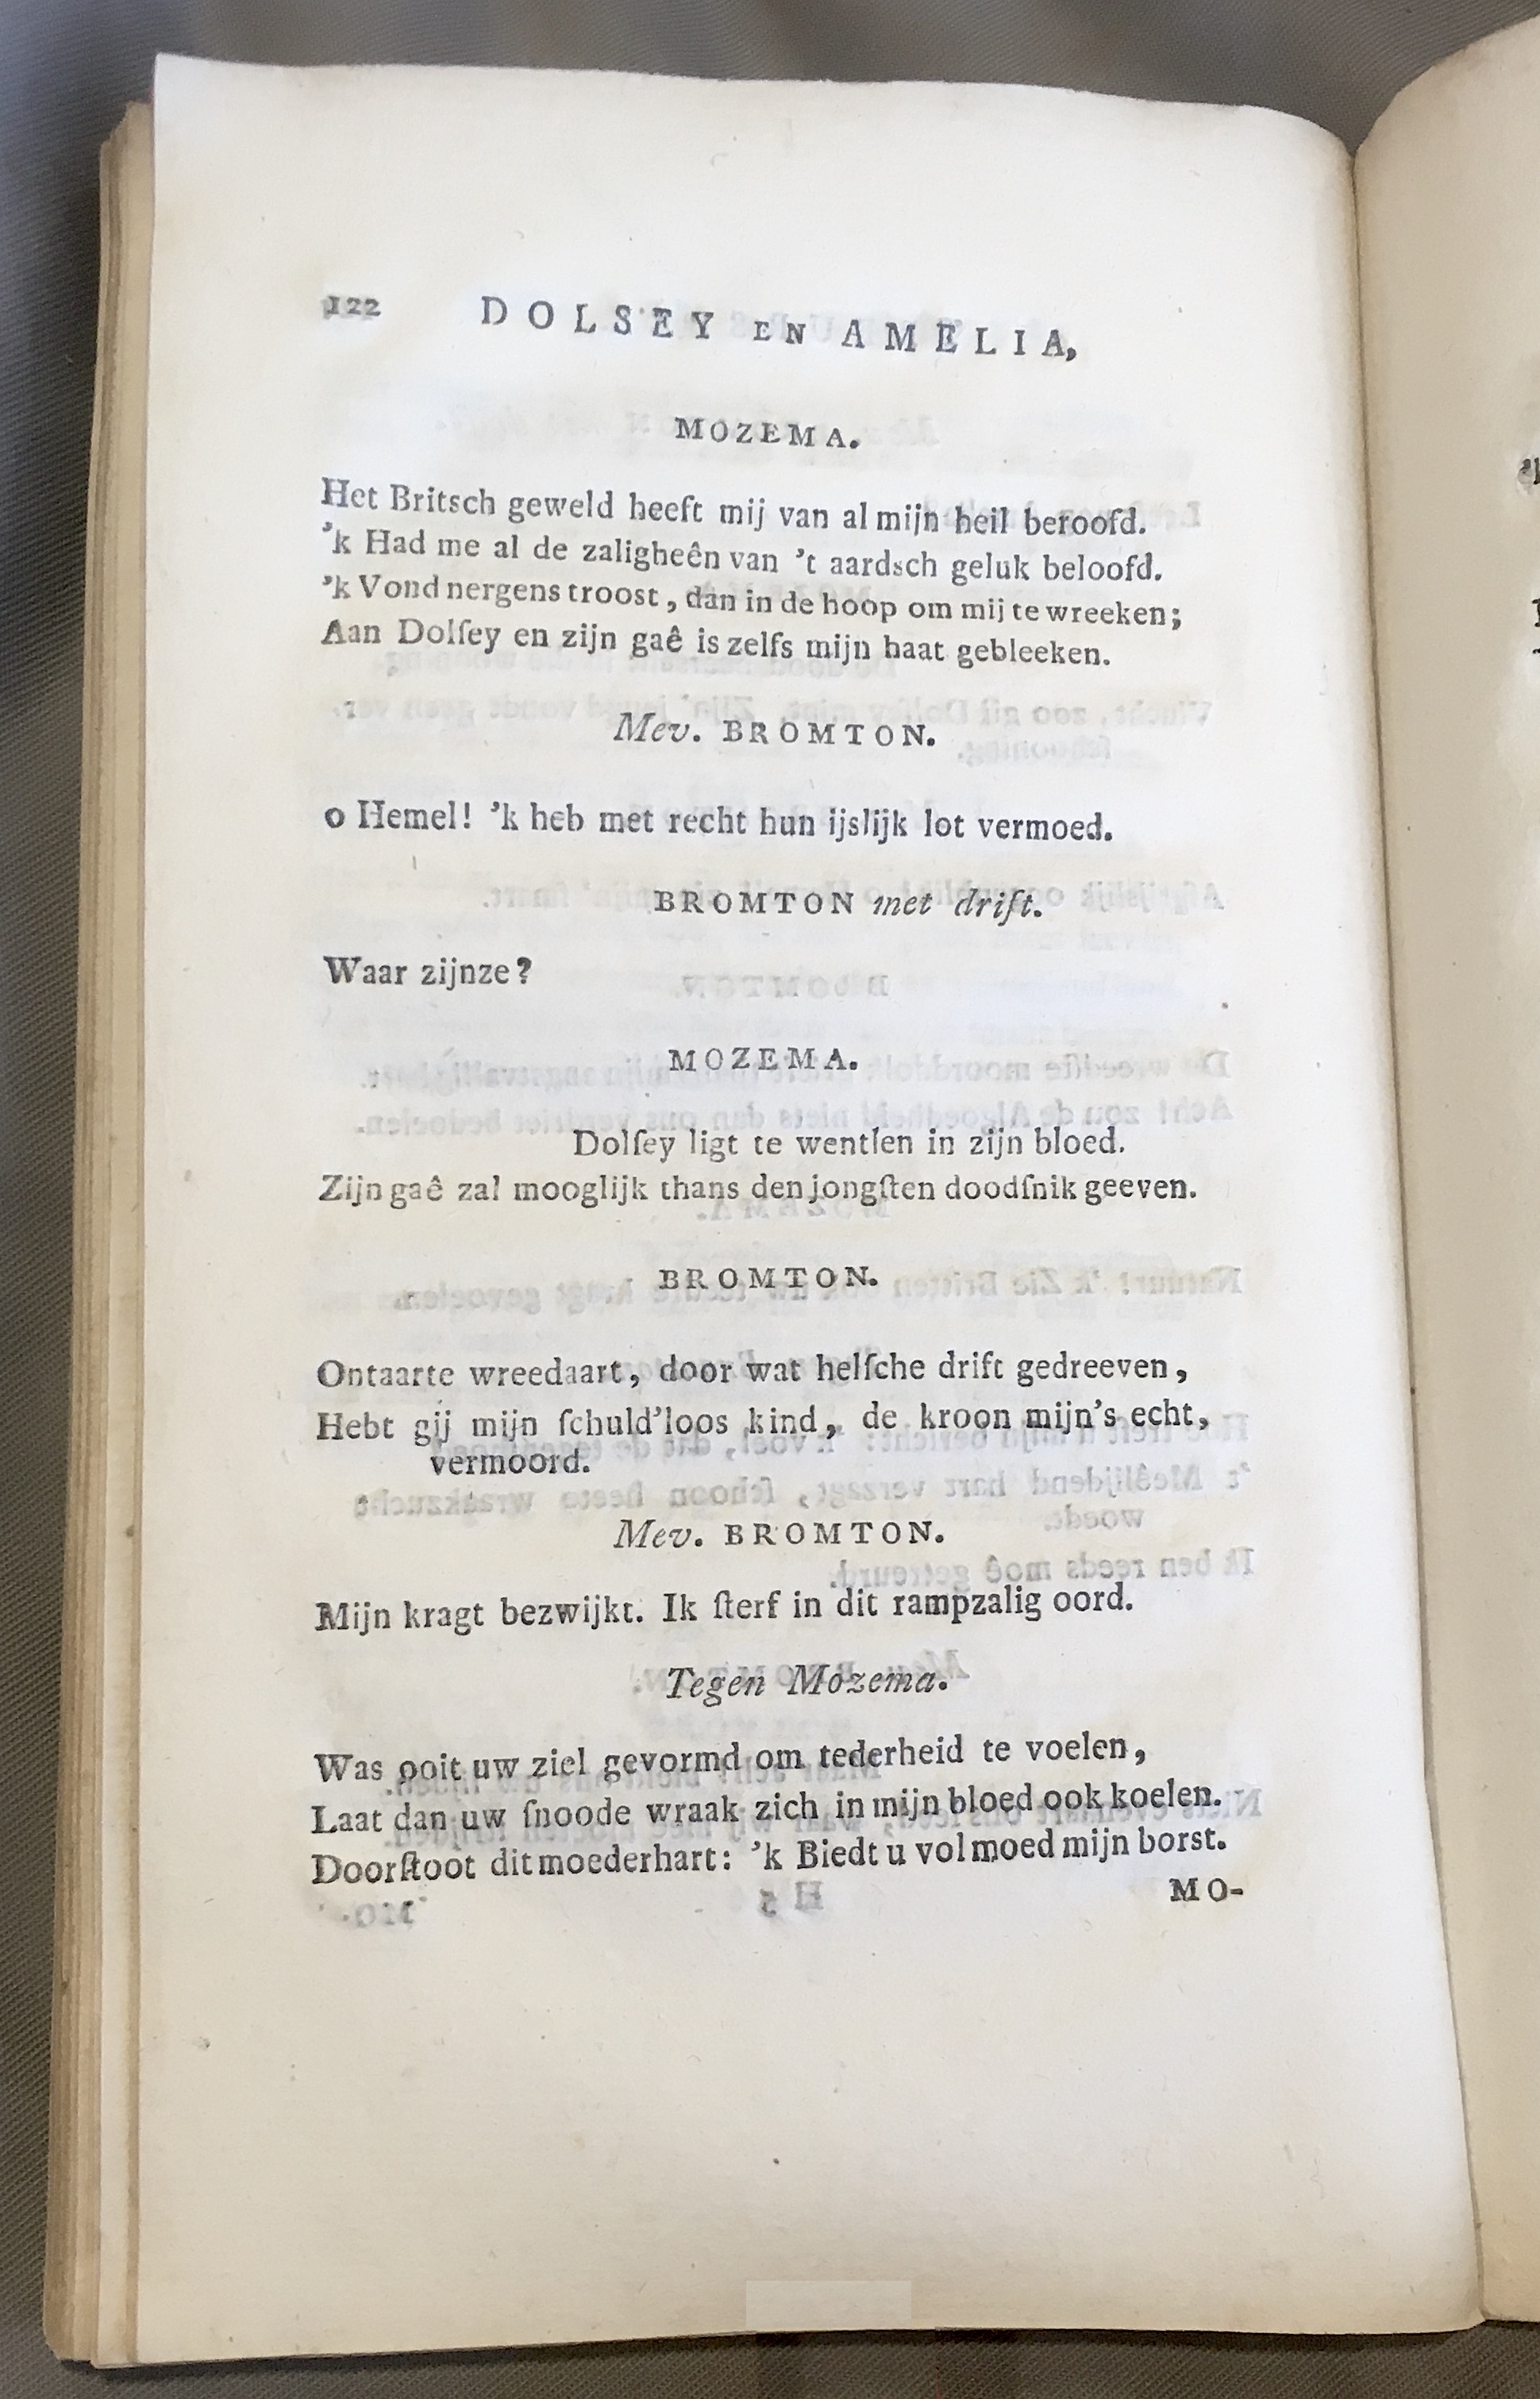 122 DOLSEY EN AMELIA,
MOZEMA.
Het Britsch geweld heeft mij van al mijn heil beroofd.
’k Had me al de zaligheên van ’t aardsch geluk beloofd.
’k Vond nergens troost, dan in de hoop om mij te wreeken;
Aan Dolſey en zijn gaê is zelfs mijn haat gebleeken.
Mev. BROMTON.
o Hemel! ’k heb met recht hun ijslijk lot vermoed.
BROMTON met drift.
Waar zijnze?
MOZEMA.
Dolſey ligt te wentlen in zijn bloed.
Zijn gaê zal mooglijk thans den jongſten doodſnik geeven.
BROMTON.
Ontaarte wreedaart, door wat helſche drift gedreeven,
Hebt gij mijn ſchuld’loos kind, de kroon mijn’s echt,
vermoord.
Mev. BROMTON.
Mijn kragt bezwijkt. Ik ſterf in dit rampzalig oord.
Tegen Mozema.
Was ooit uw ziel gevormd om tederheid te voelen,
Laat dan uw ſnoode wraak zich in mijn bloed ook koelen.
Doorſtoot dit moederhart: ’k Biedt u vol moed mijn borst.
MO-